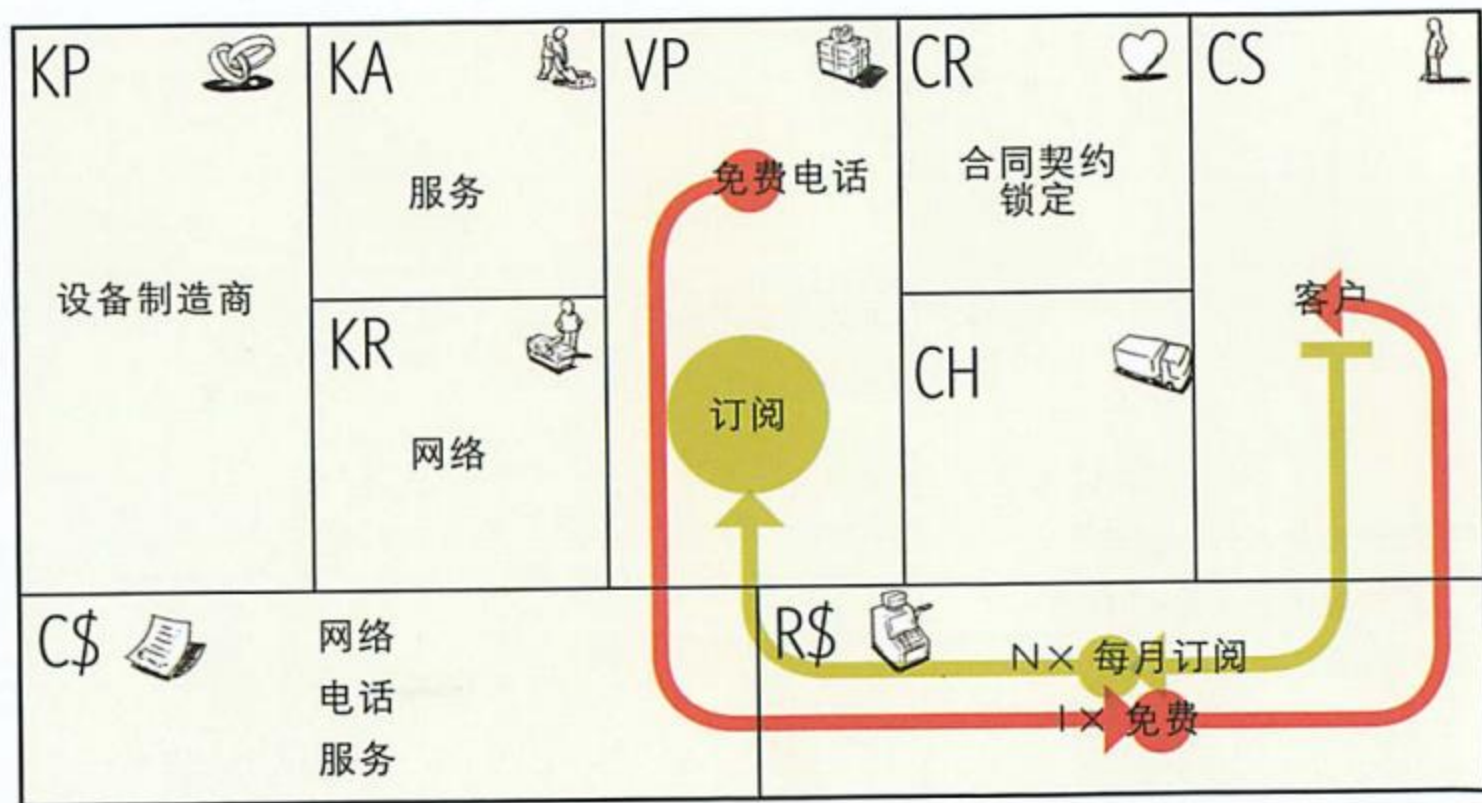 KP
设备制造商
KA
服务
KR
网络
VP
免费电话
订阅
CR
合同契约
锁定
CH
CS
客户
C$
网络
电话
服务
R$
N× 每月订阅
1× 免费